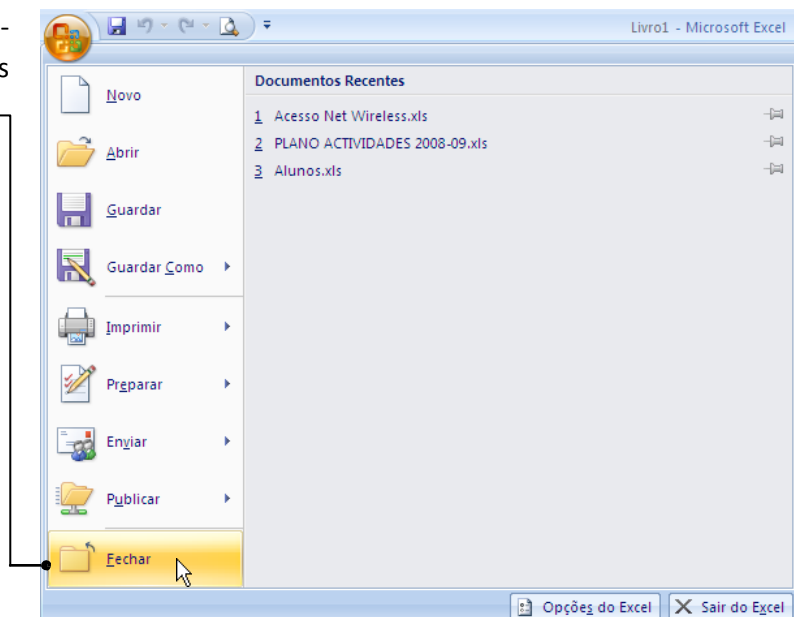 -
s
Livro1 - Microsoft Excel
Novo
Abrir
Guardar
Guardar Como
Imprimir
Preparar
Enviar
Publicar
Fechar
Documentos Recentes
1 Acesso Net Wireless.xls
2 PLANO ACTIVIDADES 2008-09.xls
3 Alunos.xls
Opções do Excel
Sair do Excel